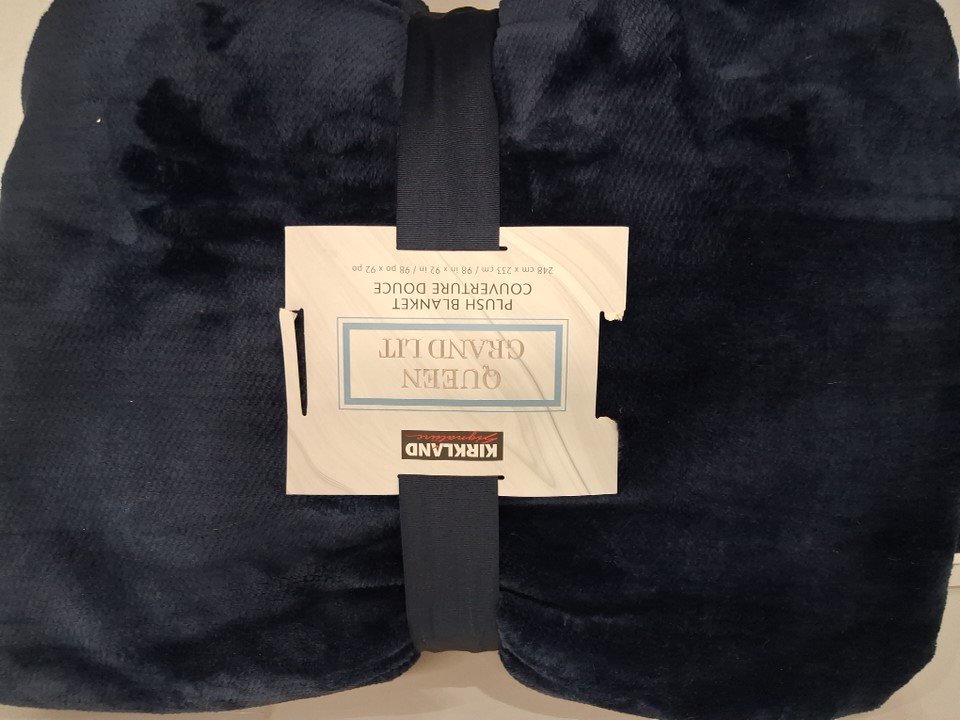 KIRKLAND
Signature
QUEEN
GRAND LIT
PLUSH BLANKET
COUVERTURE DOUCE
248 cm x 233 cm / 98 in x 92 in / 98 po x 92 po